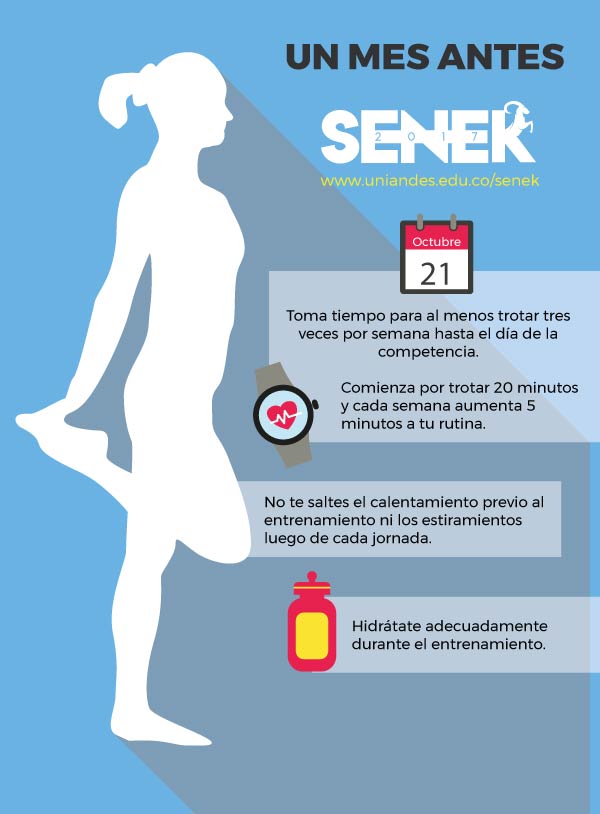 UN MES ANTES
SENEK
2017
www.uniandes.edu.co/senek
Octubre
21
Toma tiempo para al menos trotar tres
veces por semana hasta el día de la
competencia.
Comienza por trotar 20 minutos
y cada semana aumenta 5
minutos a tu rutina.
No te saltes el calentamiento previo al
entrenamiento ni los estiramientos
luego de cada jornada.
Hidrátate adecuadamente
durante el entrenamiento.